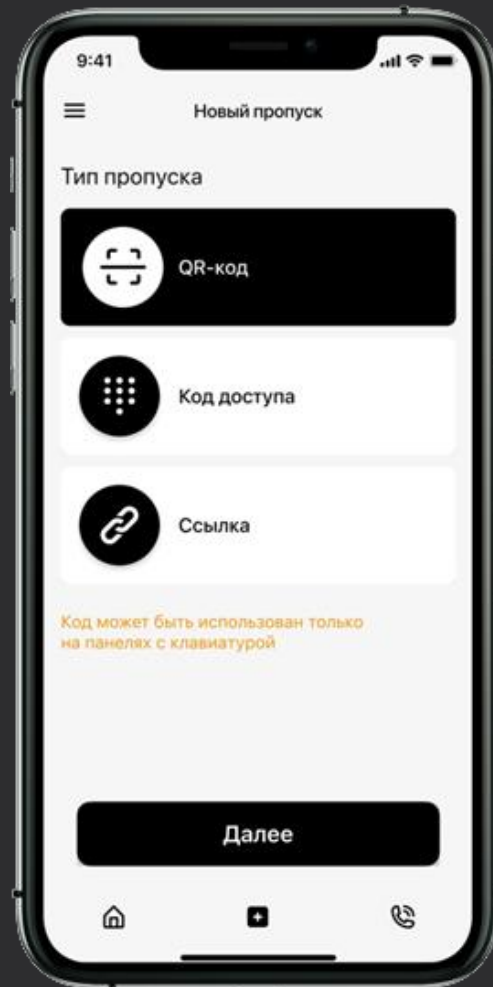 9:41
Новый пропуск
Тип пропуска
QR-код
Код доступа
Ссылка
Код может быть использован только
на панелях с клавиатурой
Далее